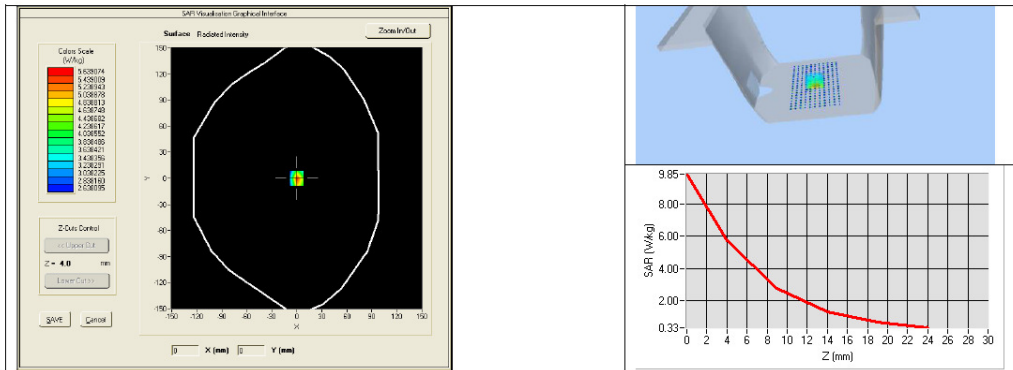 SAR Visualisation Graphical Interface
Surface Radiated Intensity
Zoom In/Out
Colors Scale
(W/kg)
5.639074
5.439009
5.238943
5.038878
4.838813
4.638748
4.438682
4.238617
4.038552
3.838486
3.638421
3.438356
3.238291
3.038225
2.838160
2.638095
Z-Cuts Control
<< Upper Cut
Z = 4.0 mm
Lower Cut >>
SAVE Cancel
150
120
90
60
30
0
-30
-60
-90
-120
-150
Y
-150 -120 -90 -60 -30 0 30 60 90 120 150
X
0 X (mm) 0 Y (mm)
9.85
8.00
6.00
4.00
2.00
0.33
SAR (W/kg)
0 2 4 6 8 10 12 14 16 18 20 22 24 26 28 30
Z (mm)